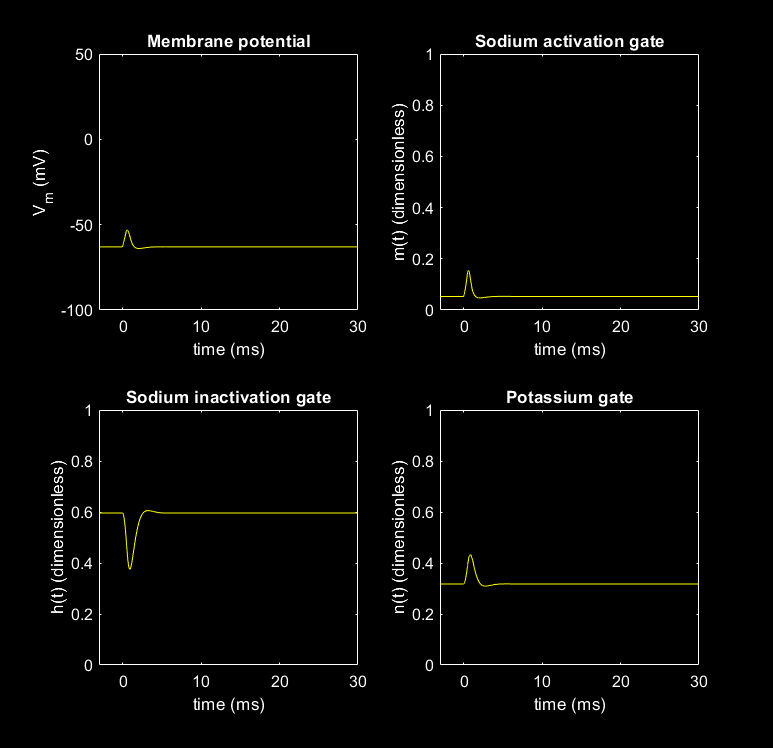 Membrane potential
50
0
-50
-100
V_m (mV)
0 10 20 30
time (ms)
Sodium activation gate
1
0.8
0.6
0.4
0.2
0
m(t) (dimensionless)
0 10 20 30
time (ms)
Sodium inactivation gate
1
0.8
0.6
0.4
0.2
0
h(t) (dimensionless)
0 10 20 30
time (ms)
Potassium gate
1
0.8
0.6
0.4
0.2
0
n(t) (dimensionless)
0 10 20 30
time (ms)